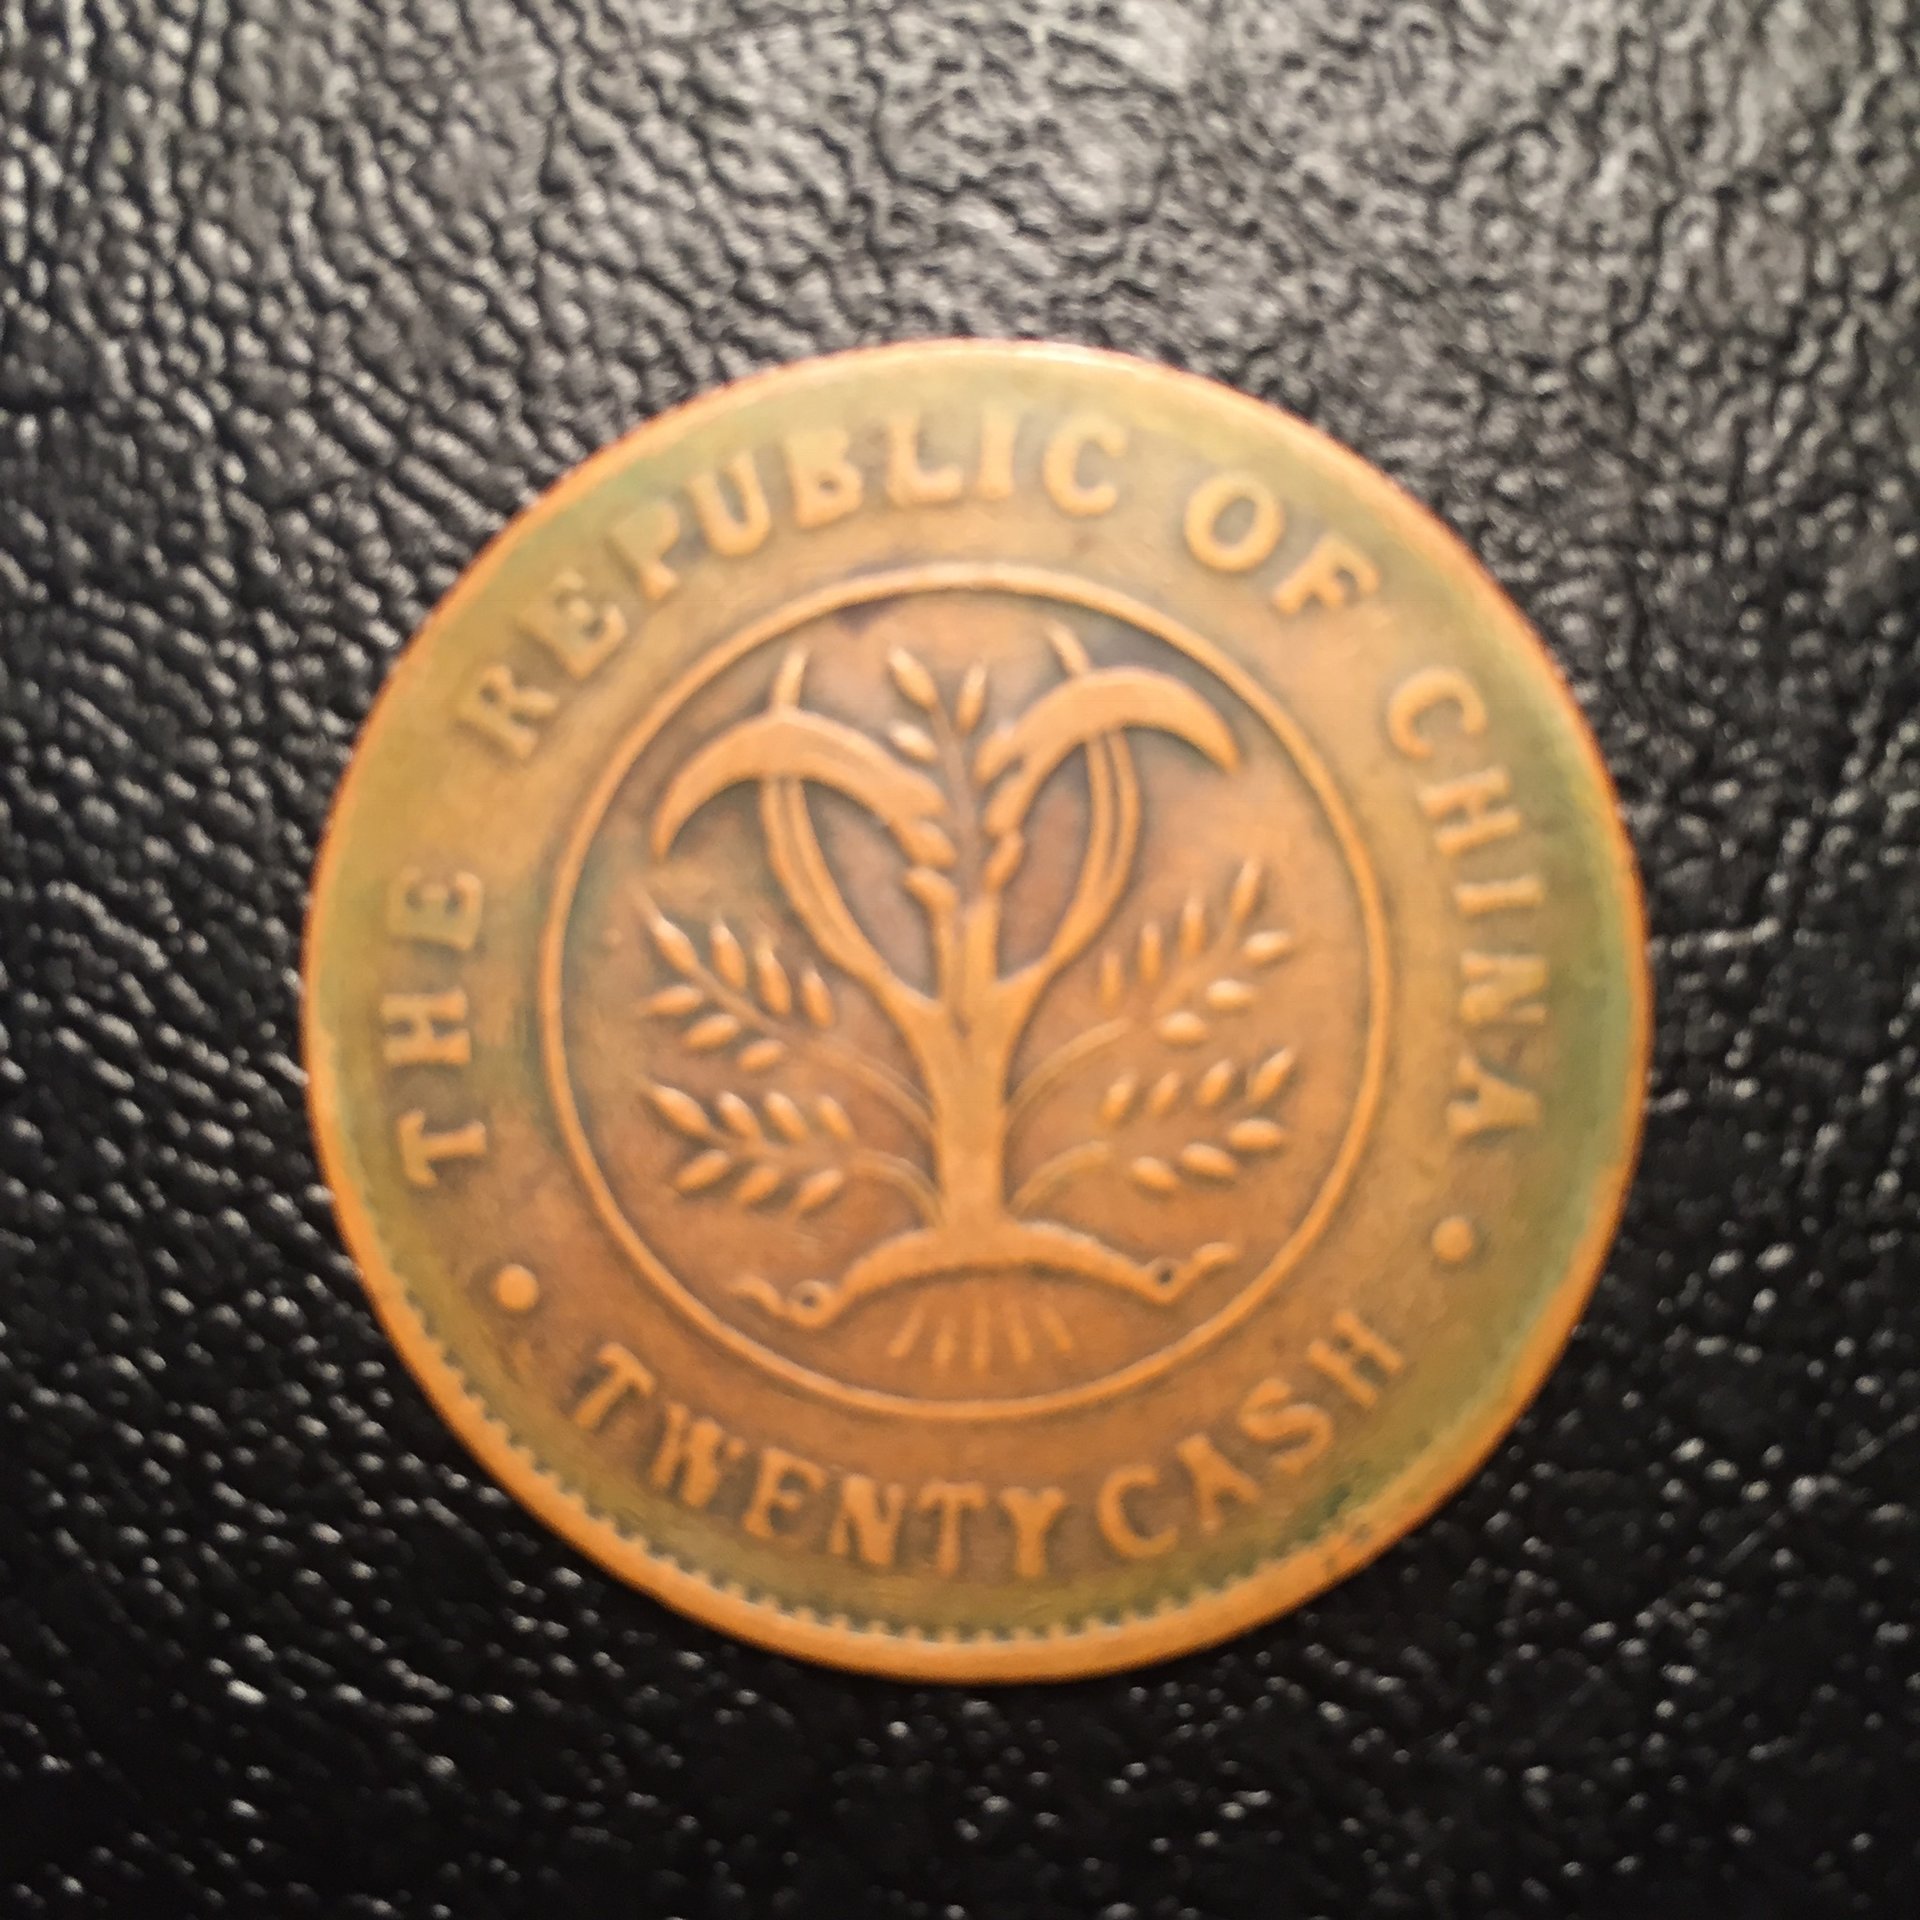 THE REPUBLIC OF CHINA
TWENTY CASH